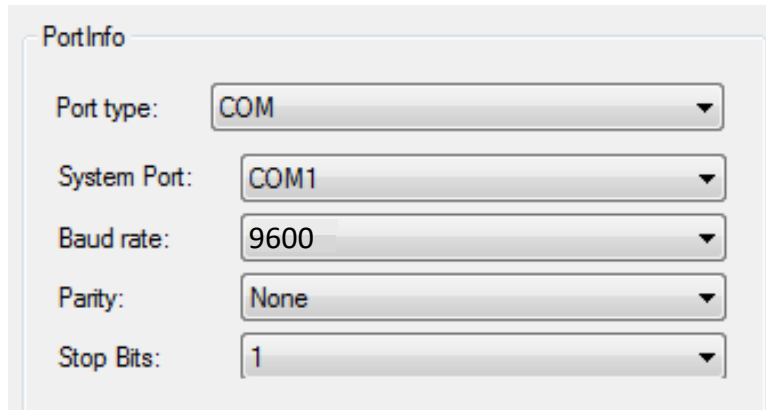 PortInfo
Port type: COM
System Port: COM1
Baud rate: 9600
Parity: None
Stop Bits: 1